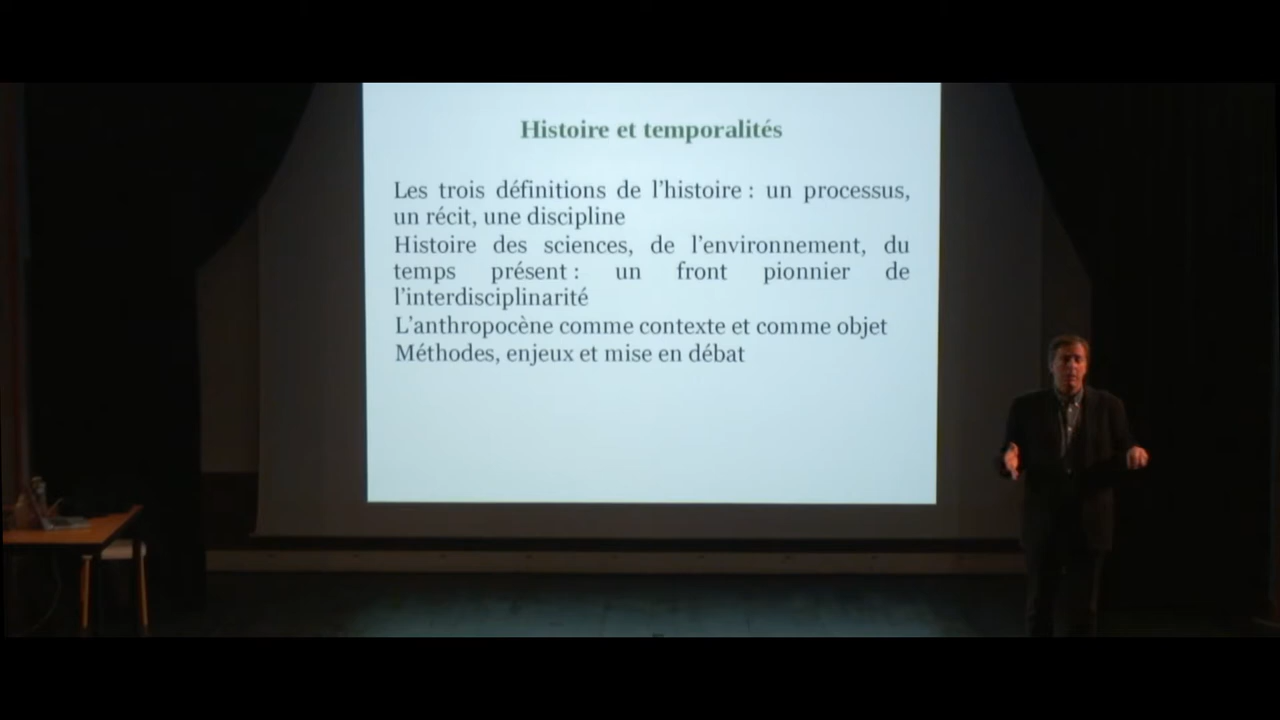 Histoire et temporalités
Les trois définitions de l'histoire : un processus,
un récit, une discipline
Histoire des sciences, de l'environnement, du
temps présent : un front pionnier de
l'interdisciplinarité
L'anthropocène comme contexte et comme objet
Méthodes, enjeux et mise en débat